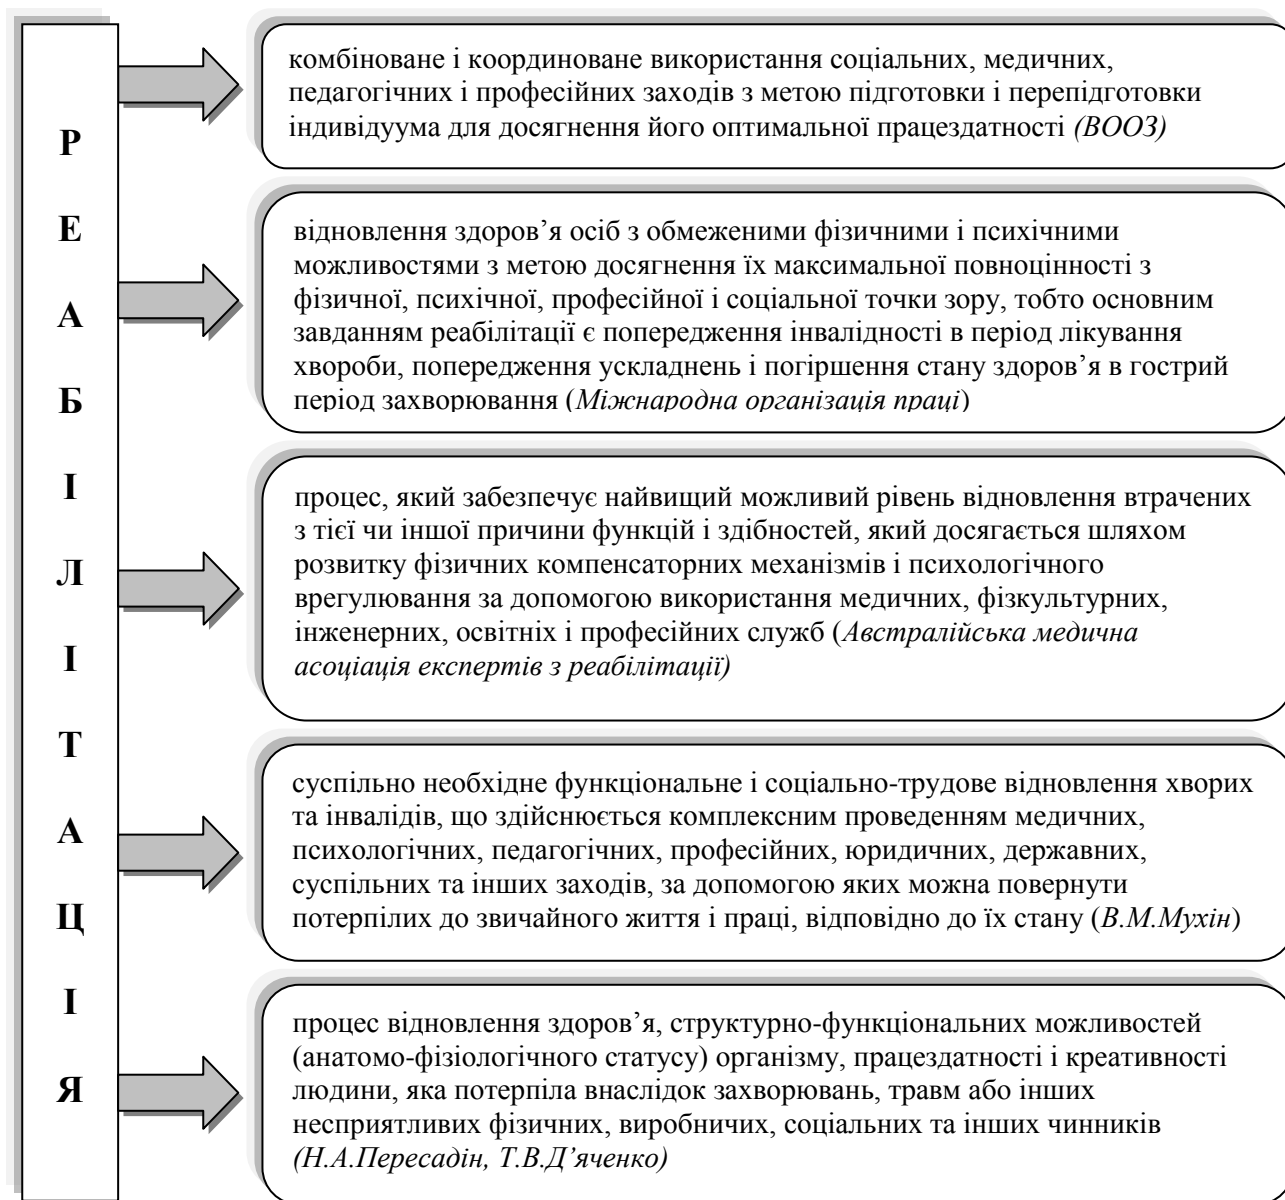 Р
Е
А
Б
І
Л
І
Т
А
Ц
І
Я
комбіноване і координоване використання соціальних, медичних,
педагогічних і професійних заходів з метою підготовки і перепідготовки
індивідуума для досягнення його оптимальної працездатності (ВООЗ)
відновлення здоров’я осіб з обмеженими фізичними і психічними
можливостями з метою досягнення їх максимальної повноцінності з
фізичної, психічної, професійної і соціальної точки зору, тобто основним
завданням реабілітації є попередження інвалідності в період лікування
хвороби, попередження ускладнень і погіршення стану здоров’я в гострий
період захворювання (Міжнародна організація праці)
процес, який забезпечує найвищий можливий рівень відновлення втрачених
з тієї чи іншої причини функцій і здібностей, який досягається шляхом
розвитку фізичних компенсаторних механізмів і психологічного
врегулювання за допомогою використання медичних, фізкультурних,
інженерних, освітніх і професійних служб (Австралійська медична
асоціація експертів з реабілітації)
суспільно необхідне функціональне і соціально-трудове відновлення хворих
та інвалідів, що здійснюється комплексним проведенням медичних,
психологічних, педагогічних, професійних, юридичних, державних,
суспільних та інших заходів, за допомогою яких можна повернути
потерпілих до звичайного життя і праці, відповідно до їх стану (В.М.Мухін)
процес відновлення здоров’я, структурно-функціональних можливостей
(анатомо-фізіологічного статусу) організму, працездатності і креативності
людини, яка потерпіла внаслідок захворювань, травм або інших
несприятливих фізичних, виробничих, соціальних та інших чинників
(Н.А.Пересадін, Т.В.Д’яченко)